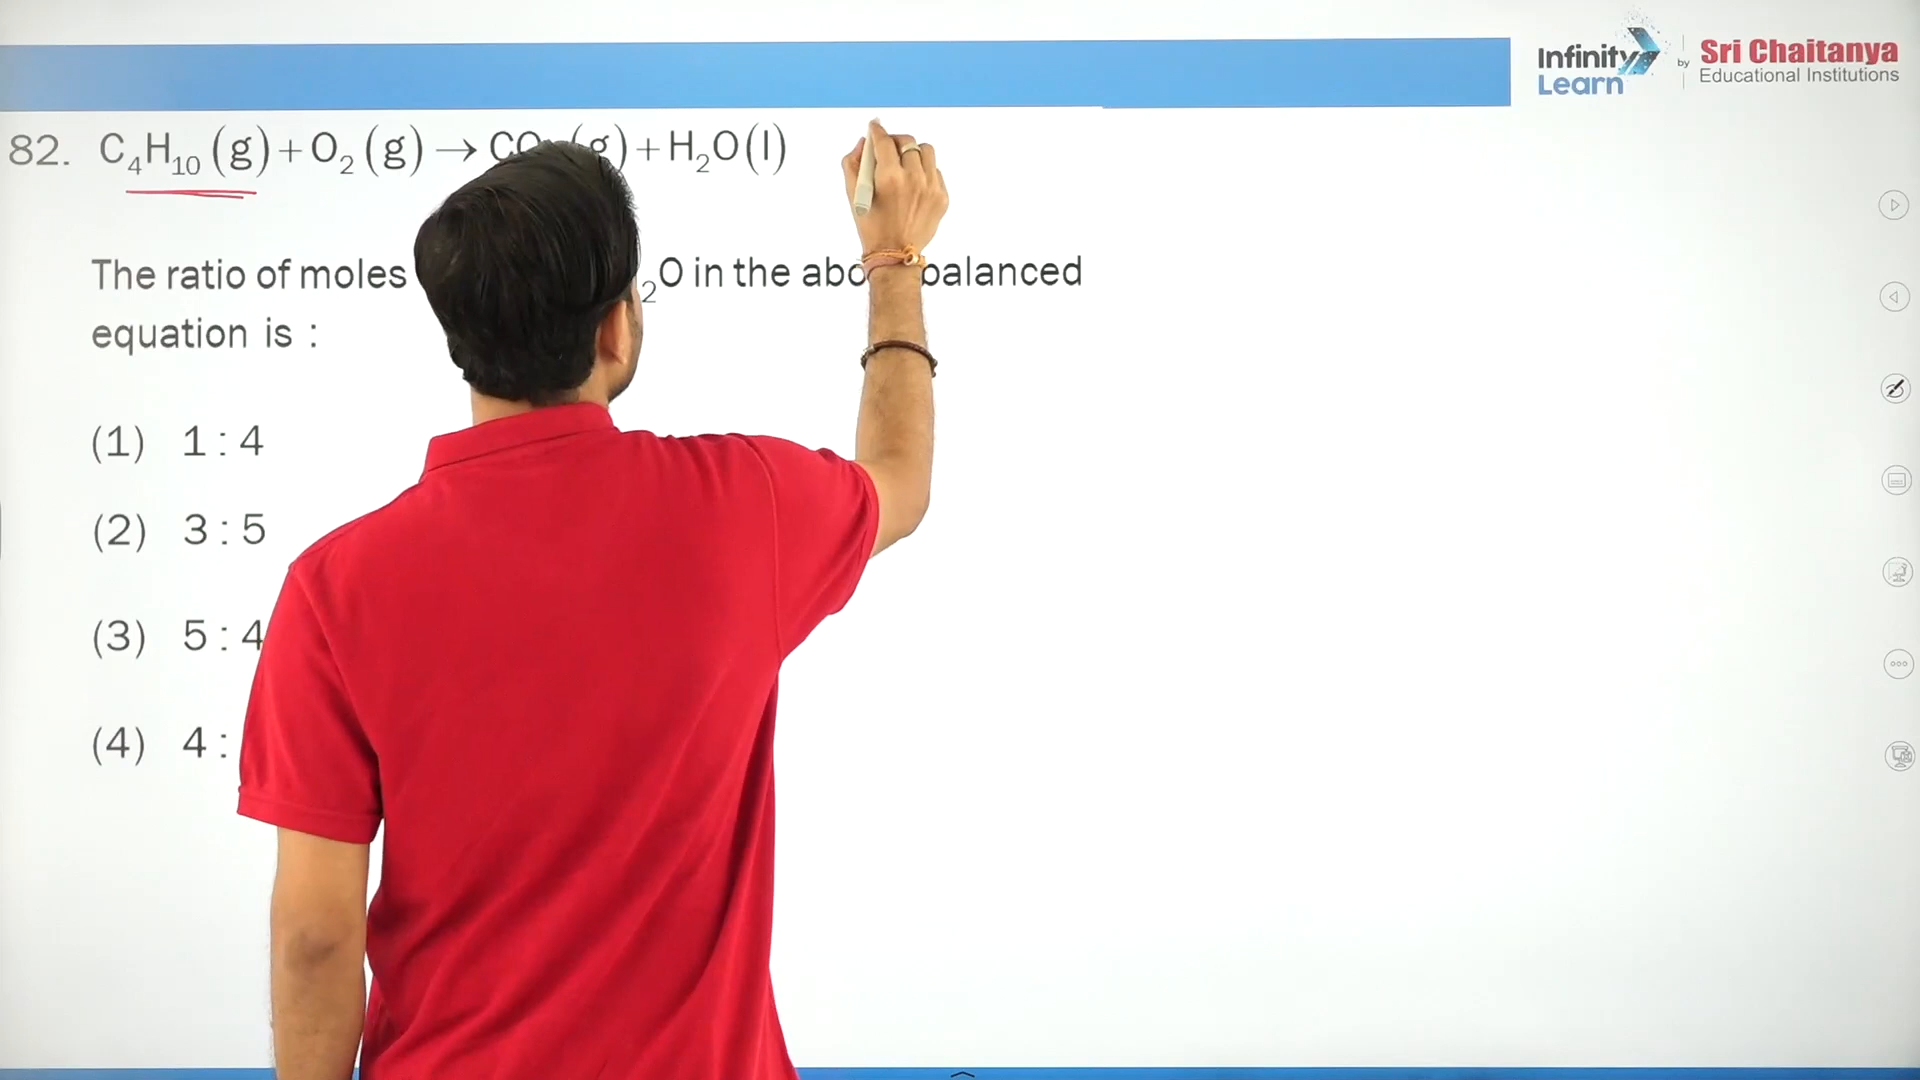 Infinity Learn by Sri Chaitanya Educational Institutions
82. C₄H₁₀ (g) + O₂ (g) → CO (g) + H₂O(l)
The ratio of moles ₂O in the balanced
equation is :
(1) 1 : 4
(2) 3 : 5
(3) 5 : 4
(4) 4 :